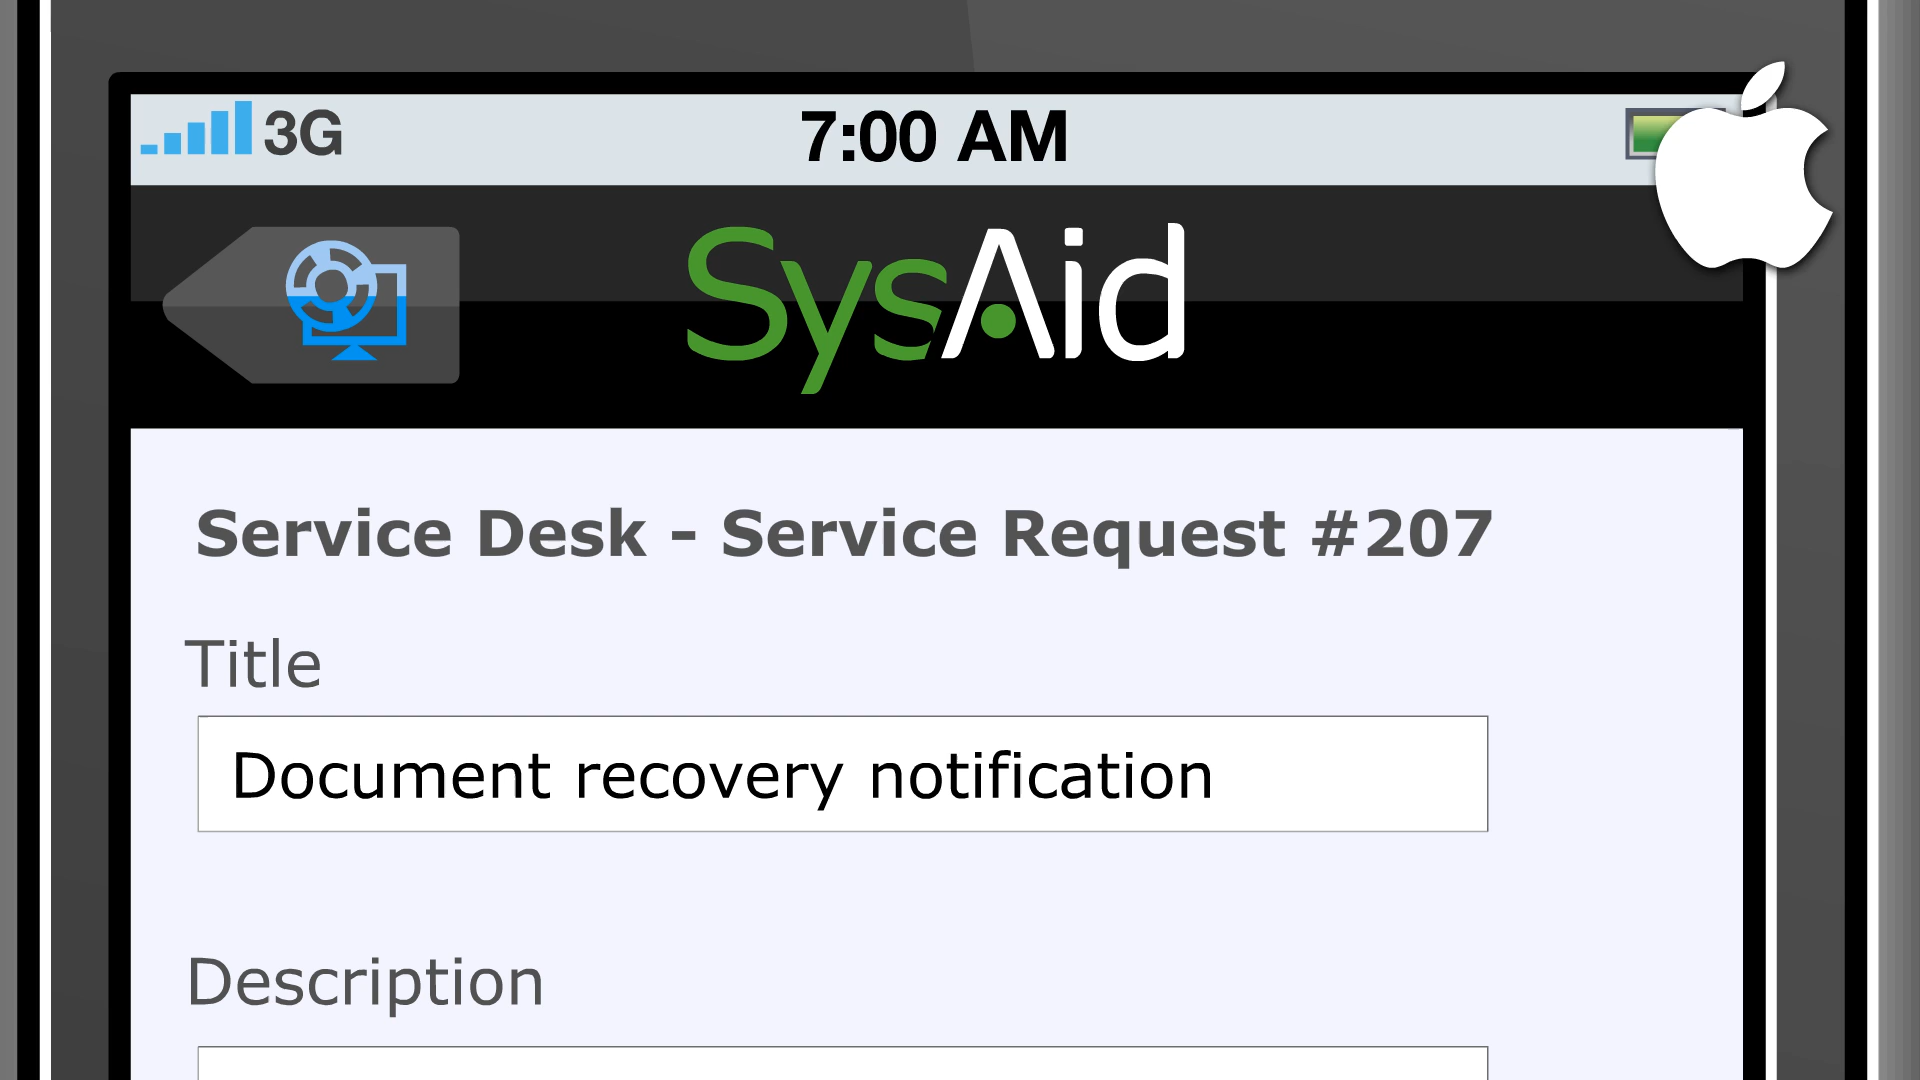 3G
7:00 AM
SysAid
Service Desk - Service Request #207
Title
Document recovery notification
Description